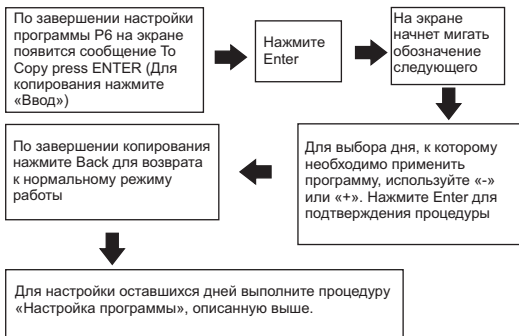 По завершении настройки
программы P6 на экране
появится сообщение To
Copy press ENTER (Для
копирования нажмите
«Ввод»)
Нажмите
Enter
На экране
начнет мигать
обозначение
следующего
Для выбора дня, к которому
необходимо применить
программу, используйте «-»
или «+». Нажмите Enter для
подтверждения процедуры
По завершении копирования
нажмите Back для возврата
к нормальному режиму
работы
Для настройки оставшихся дней выполните процедуру
«Настройка программы», описанную выше.